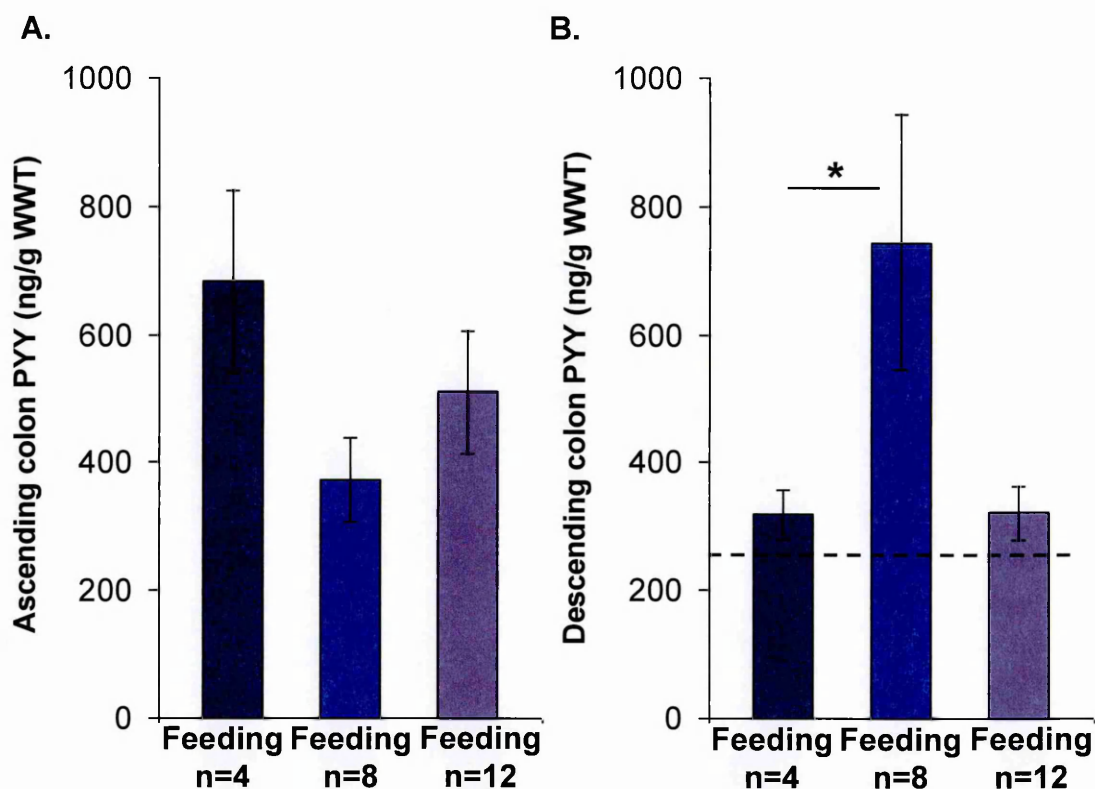 A.
Ascending colon PYY (ng/g WWT)
1000
800
600
400
200
0
Feeding Feeding Feeding
n=4 n=8 n=12
B.
Descending colon PYY (ng/g WWT)
1000
800
600
400
200
0
*
Feeding Feeding Feeding
n=4 n=8 n=12